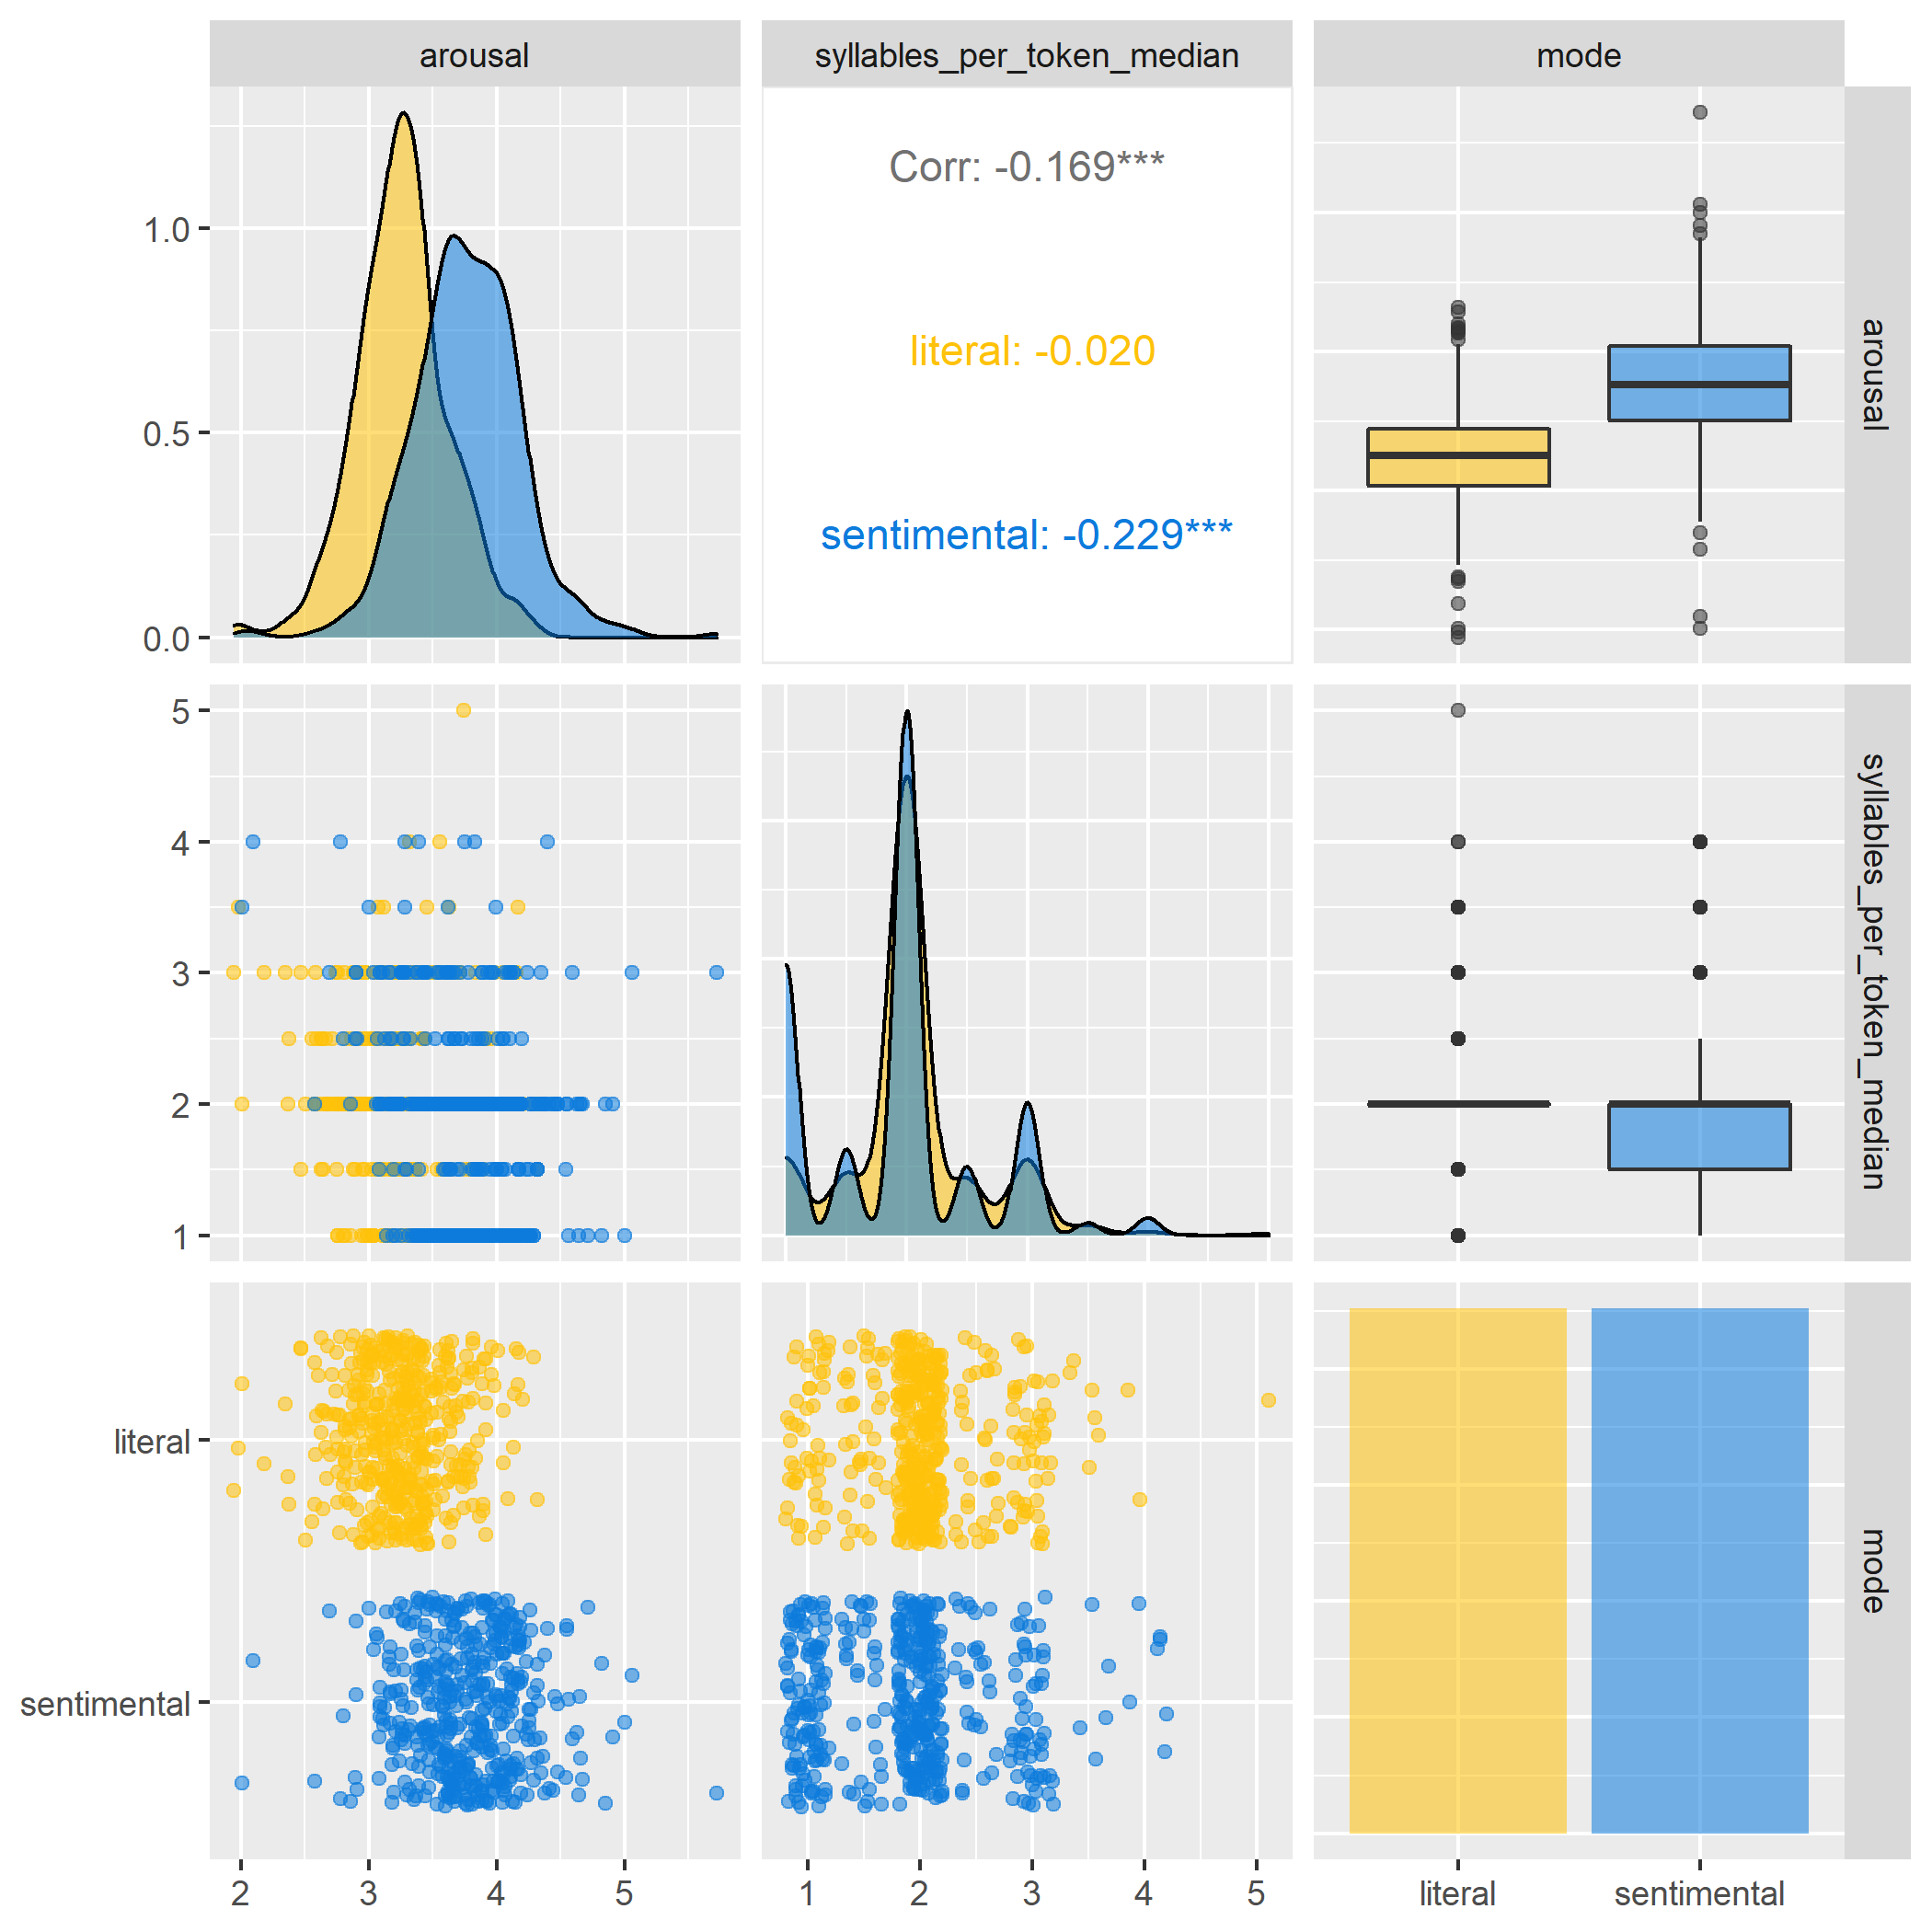 arousal
syllables_per_token_median
mode
1.0
0.5
0.0
Corr: -0.169***
literal: -0.020
sentimental: -0.229***
arousal
5
4
3
2
1
syllables_per_token_median
literal
sentimental
mode
2 3 4 5
1 2 3 4 5
literal sentimental